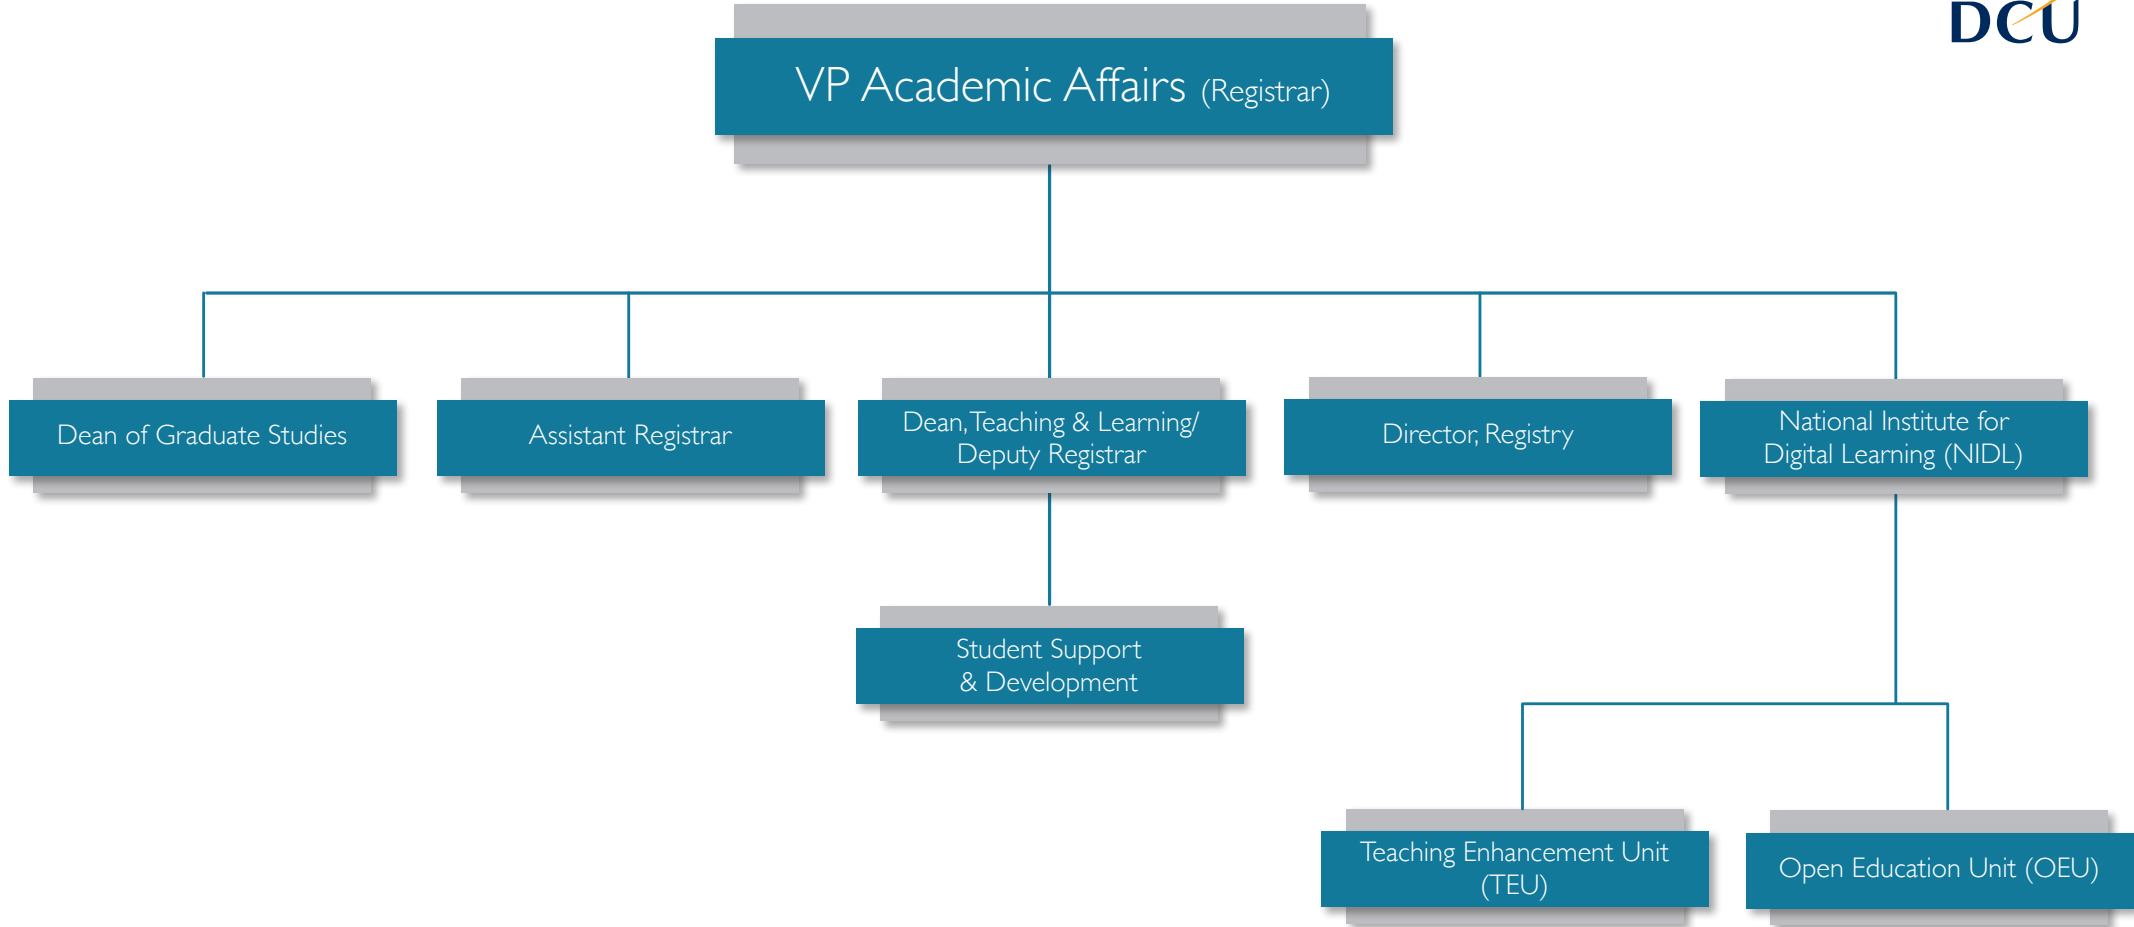 DCU
VP Academic Affairs (Registrar)
Dean of Graduate Studies
Assistant Registrar
Dean, Teaching & Learning/
Deputy Registrar
Director, Registry
National Institute for
Digital Learning (NIDL)
Student Support
& Development
Teaching Enhancement Unit
(TEU)
Open Education Unit (OEU)